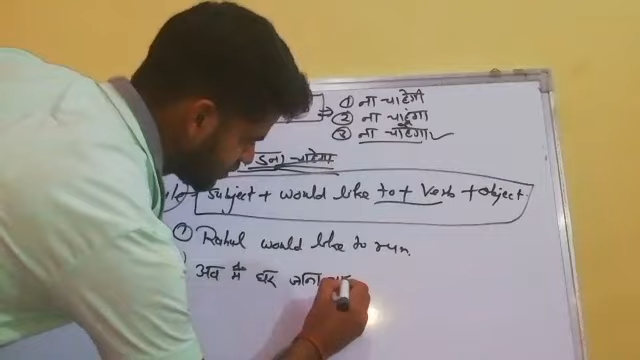 ① ना-चाहेगी
② ना चाहूंगा
③ ना चाहेगा ✓
ना चाहेगा
Subject + would like to + Verb + Object.
① Rahul would like to run.
अब मैं घर जाना